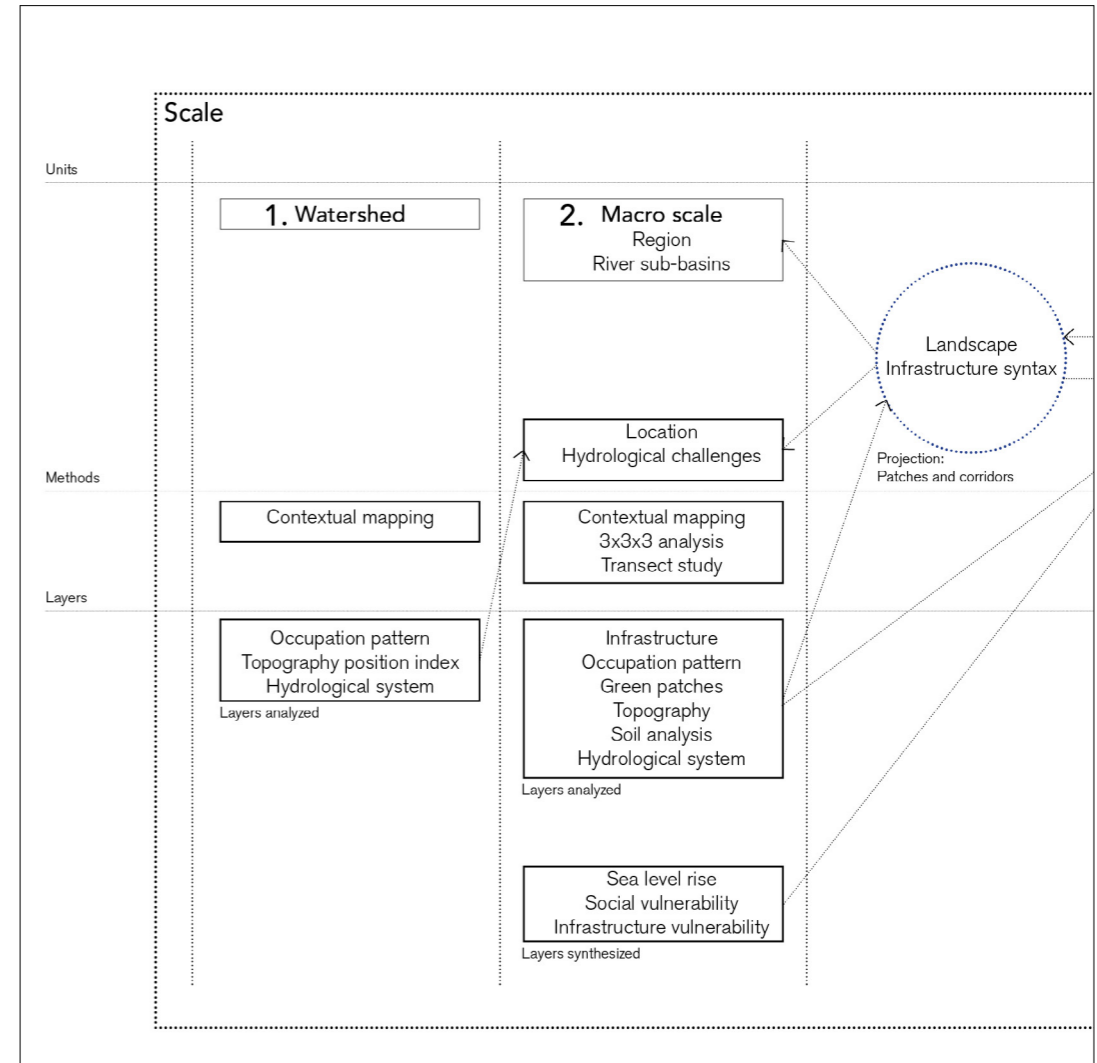 Scale
Units
1. Watershed
2. Macro scale
Region
River sub-basins
Landscape
Infrastructure syntax
Projection:
Patches and corridors
Location
Hydrological challenges
Methods
Contextual mapping
Contextual mapping
3x3x3 analysis
Transect study
Layers
Occupation pattern
Topography position index
Hydrological system
Layers analyzed
Infrastructure
Occupation pattern
Green patches
Topography
Soil analysis
Hydrological system
Layers analyzed
Sea level rise
Social vulnerability
Infrastructure vulnerability
Layers synthesized